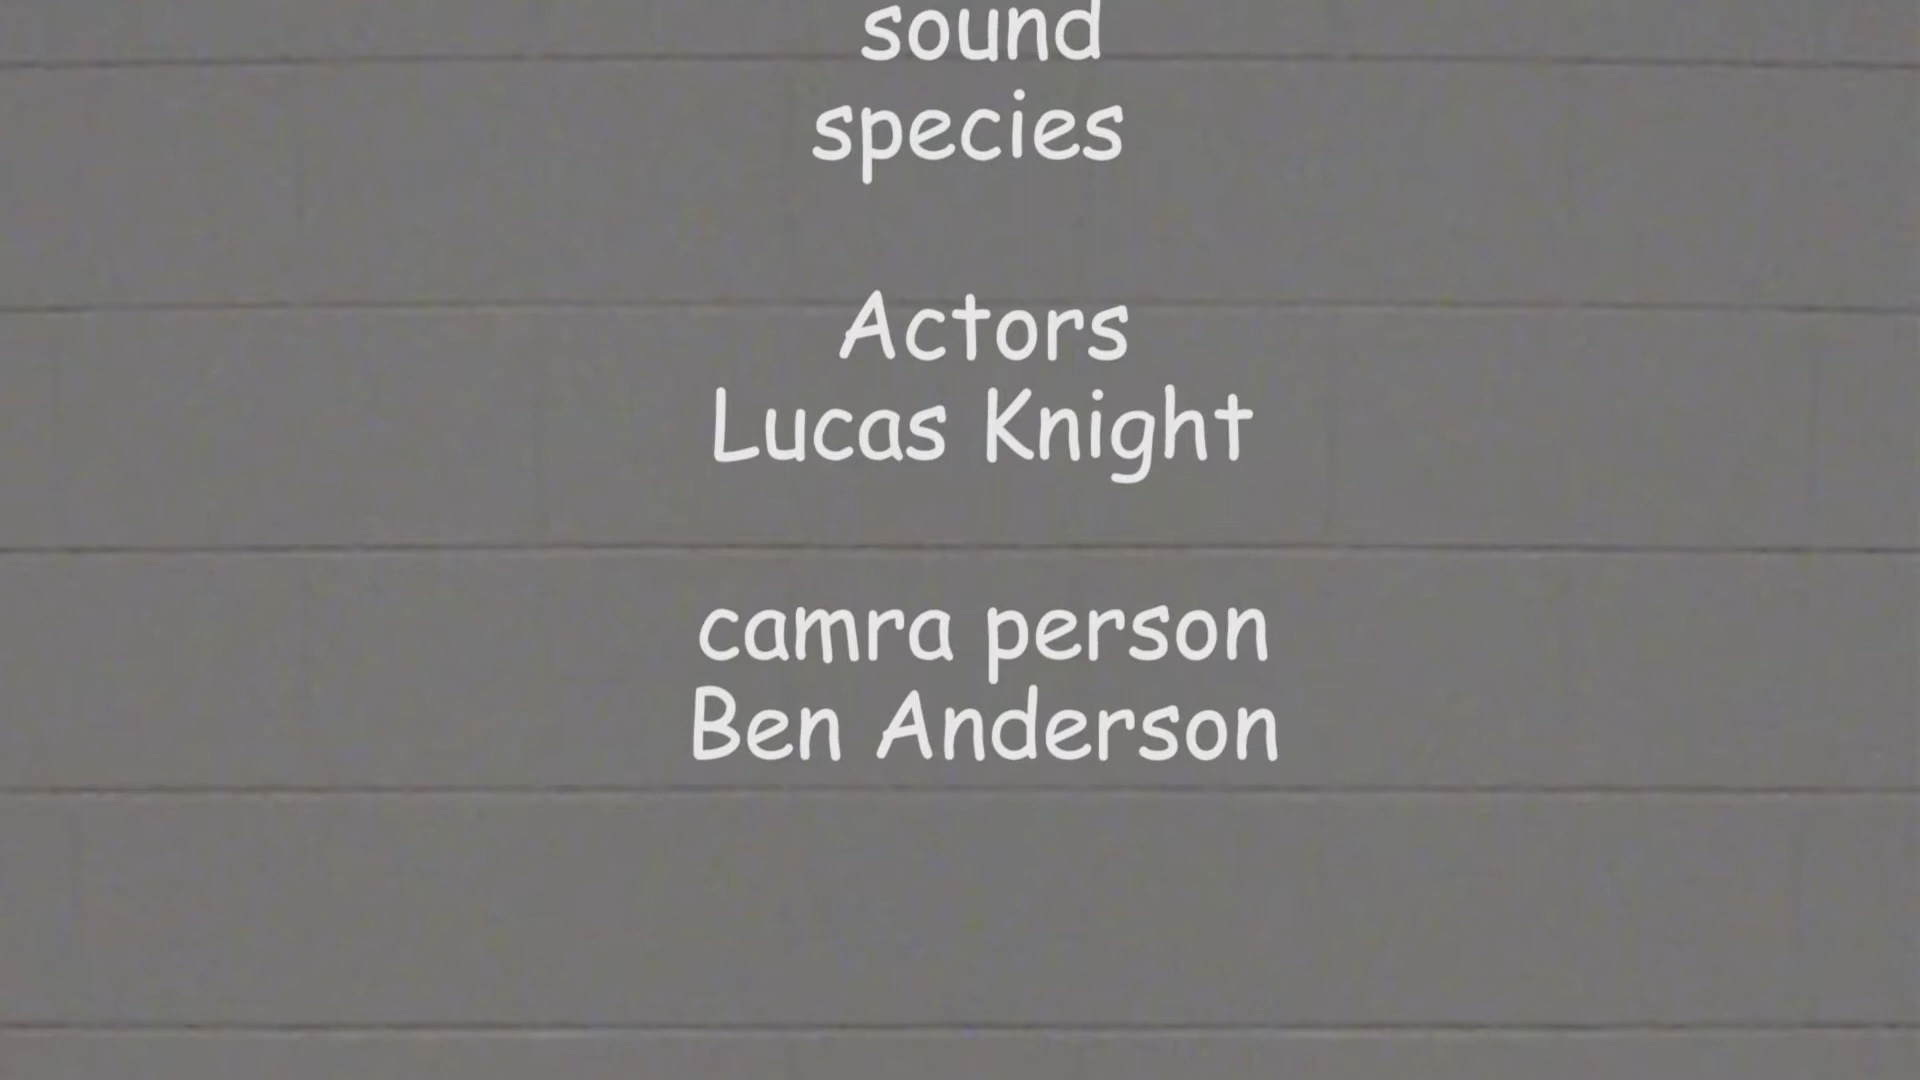 sound
species
Actors
Lucas Knight
camra person
Ben Anderson